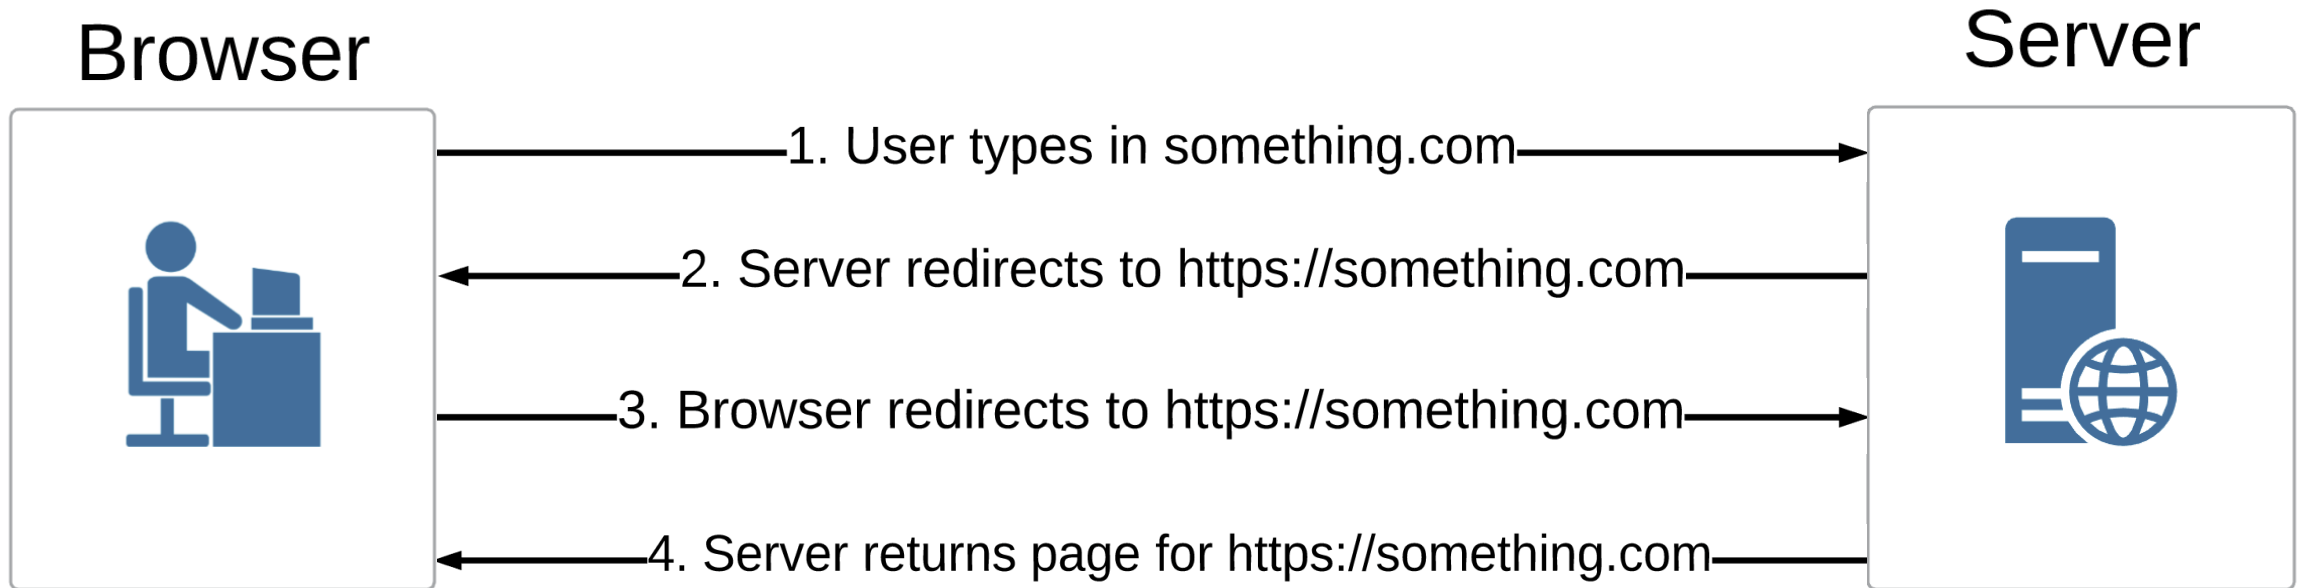 Browser
Server
1. User types in something.com
2. Server redirects to https://something.com
3. Browser redirects to https://something.com
4. Server returns page for https://something.com